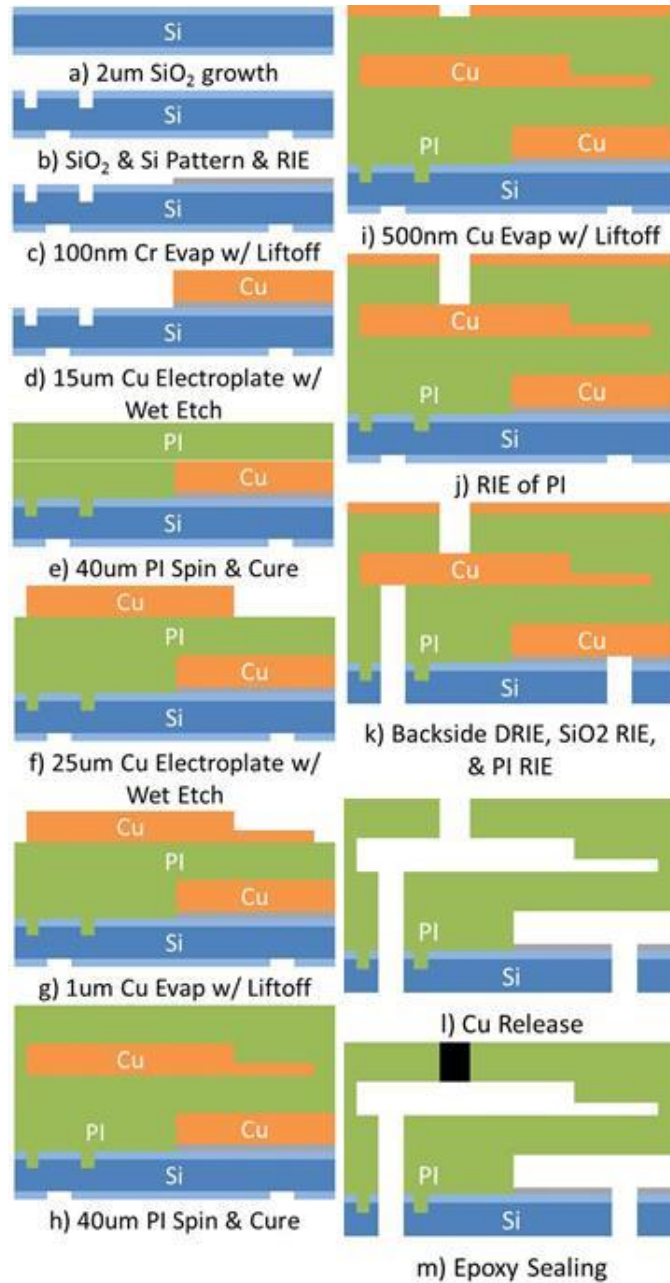 Si
a) 2um SiO₂ growth
Si
b) SiO₂ & Si Pattern & RIE
Si
c) 100nm Cr Evap w/ Liftoff
Cu
Si
d) 15um Cu Electroplate w/
Wet Etch
PI
Cu
Si
e) 40um PI Spin & Cure
Cu
PI
Cu
Si
f) 25um Cu Electroplate w/
Wet Etch
Cu
PI
Cu
Si
g) 1um Cu Evap w/ Liftoff
Cu
PI
Cu
Si
h) 40um PI Spin & Cure
Cu
PI
Cu
Si
i) 500nm Cu Evap w/ Liftoff
Cu
PI
Cu
Si
j) RIE of PI
Cu
PI
Cu
Si
k) Backside DRIE, SiO2 RIE,
& PI RIE
PI
Si
l) Cu Release
PI
Si
m) Epoxy Sealing